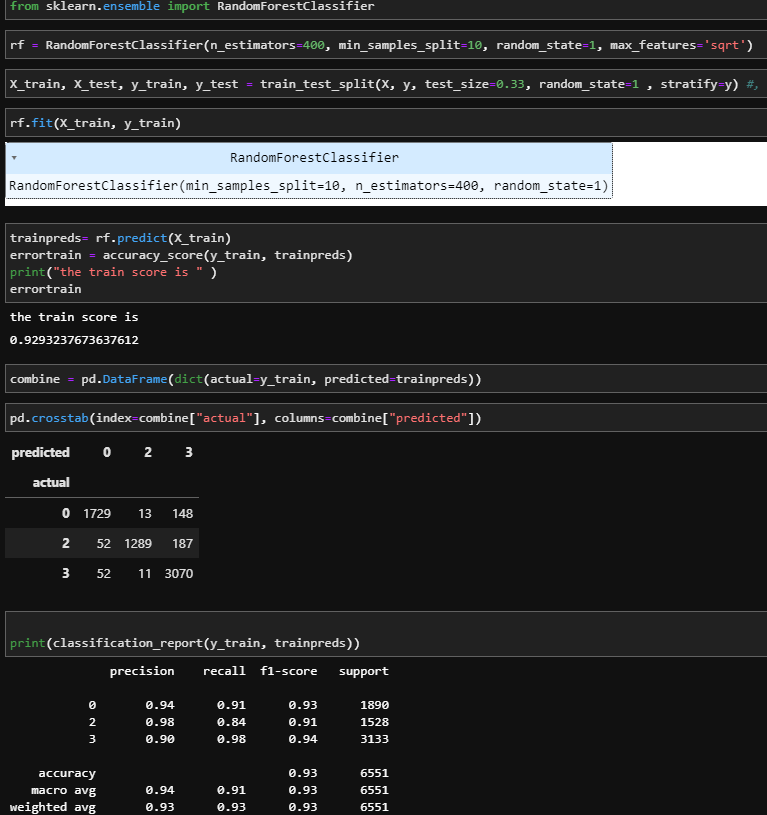 from sklearn.ensemble import RandomForestClassifier
rf = RandomForestClassifier(n_estimators=400, min_samples_split=10, random_state=1, max_features='sqrt')
X_train, X_test, y_train, y_test = train_test_split(X, y, test_size=0.33, random_state=1 , stratify=y) #,
rf.fit(X_train, y_train)
RandomForestClassifier
RandomForestClassifier(min_samples_split=10, n_estimators=400, random_state=1)
trainpreds= rf.predict(X_train)
errortrain = accuracy_score(y_train, trainpreds)
print("the train score is " )
errortrain
the train score is
0.9293237673637612
combine = pd.DataFrame(dict(actual=y_train, predicted=trainpreds))
pd.crosstab(index=combine["actual"], columns=combine["predicted"])
predicted 0 2 3
actual
0 1729 13 148
2 52 1289 187
3 52 11 3070
print(classification_report(y_train, trainpreds))
precision recall f1-score support
0 0.94 0.91 0.93 1890
2 0.98 0.84 0.91 1528
3 0.90 0.98 0.94 3133
accuracy 0.93 6551
macro avg 0.94 0.91 0.93 6551
weighted avg 0.93 0.93 0.93 6551